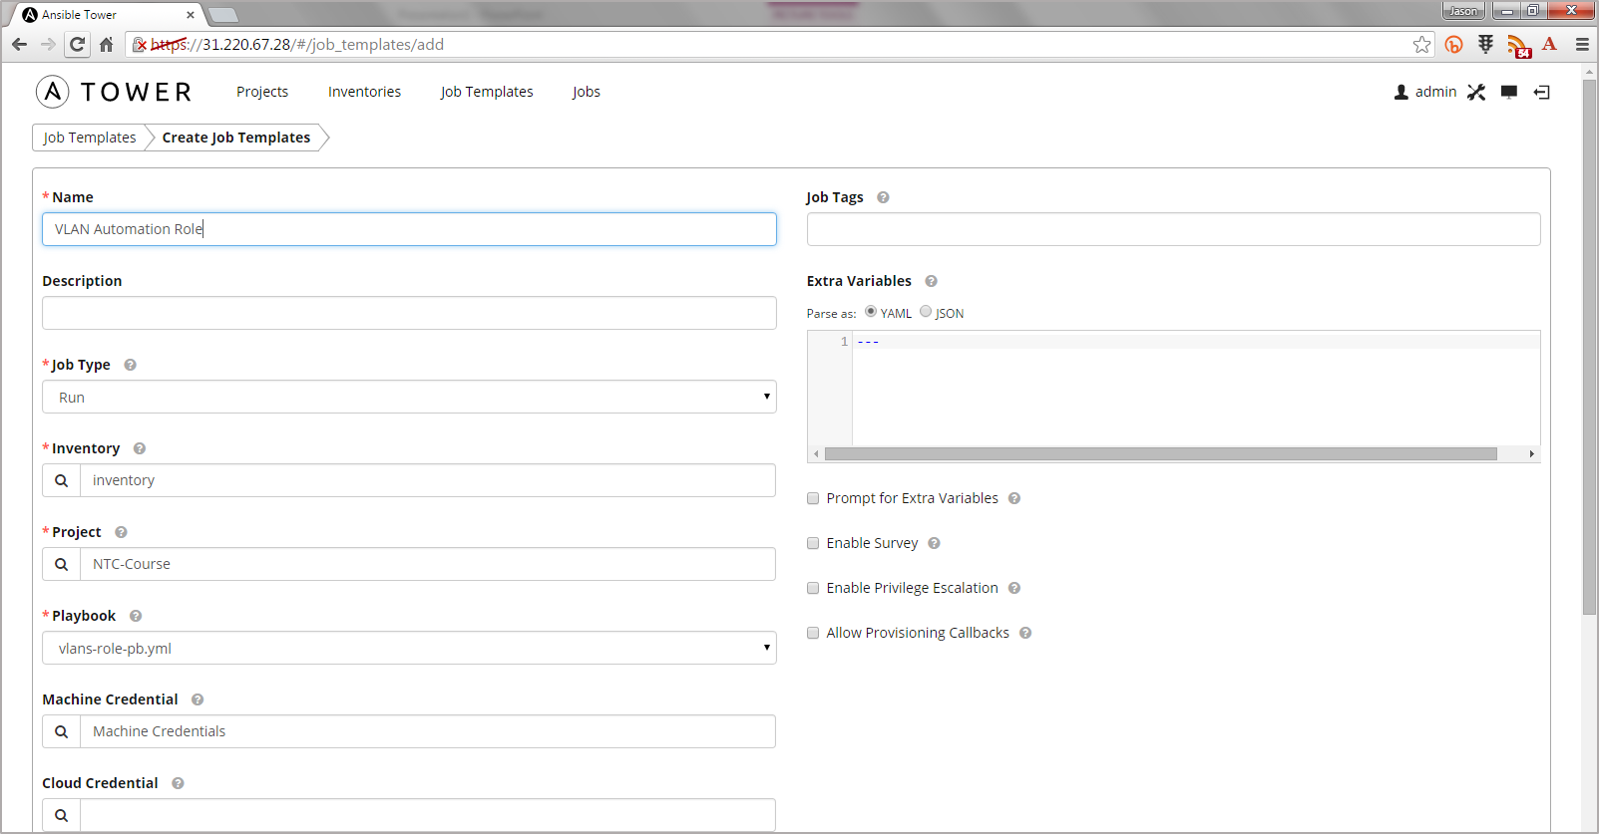 Ansible Tower
Jason
https://31.220.67.28/#/job_templates/add
54
A TOWER
Projects
Inventories
Job Templates
Jobs
admin
Job Templates
Create Job Templates
* Name
VLAN Automation Role
Description
* Job Type
Run
* Inventory
inventory
* Project
NTC-Course
* Playbook
vlans-role-pb.yml
Machine Credential
Machine Credentials
Cloud Credential
Job Tags
Extra Variables
Parse as: YAML JSON
1 ---
Prompt for Extra Variables
Enable Survey
Enable Privilege Escalation
Allow Provisioning Callbacks